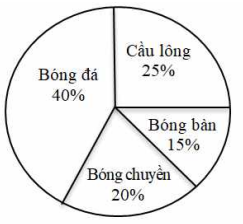 Cầu lông
25%
Bóng đá
40%
Bóng bàn
15%
Bóng chuyền
20%